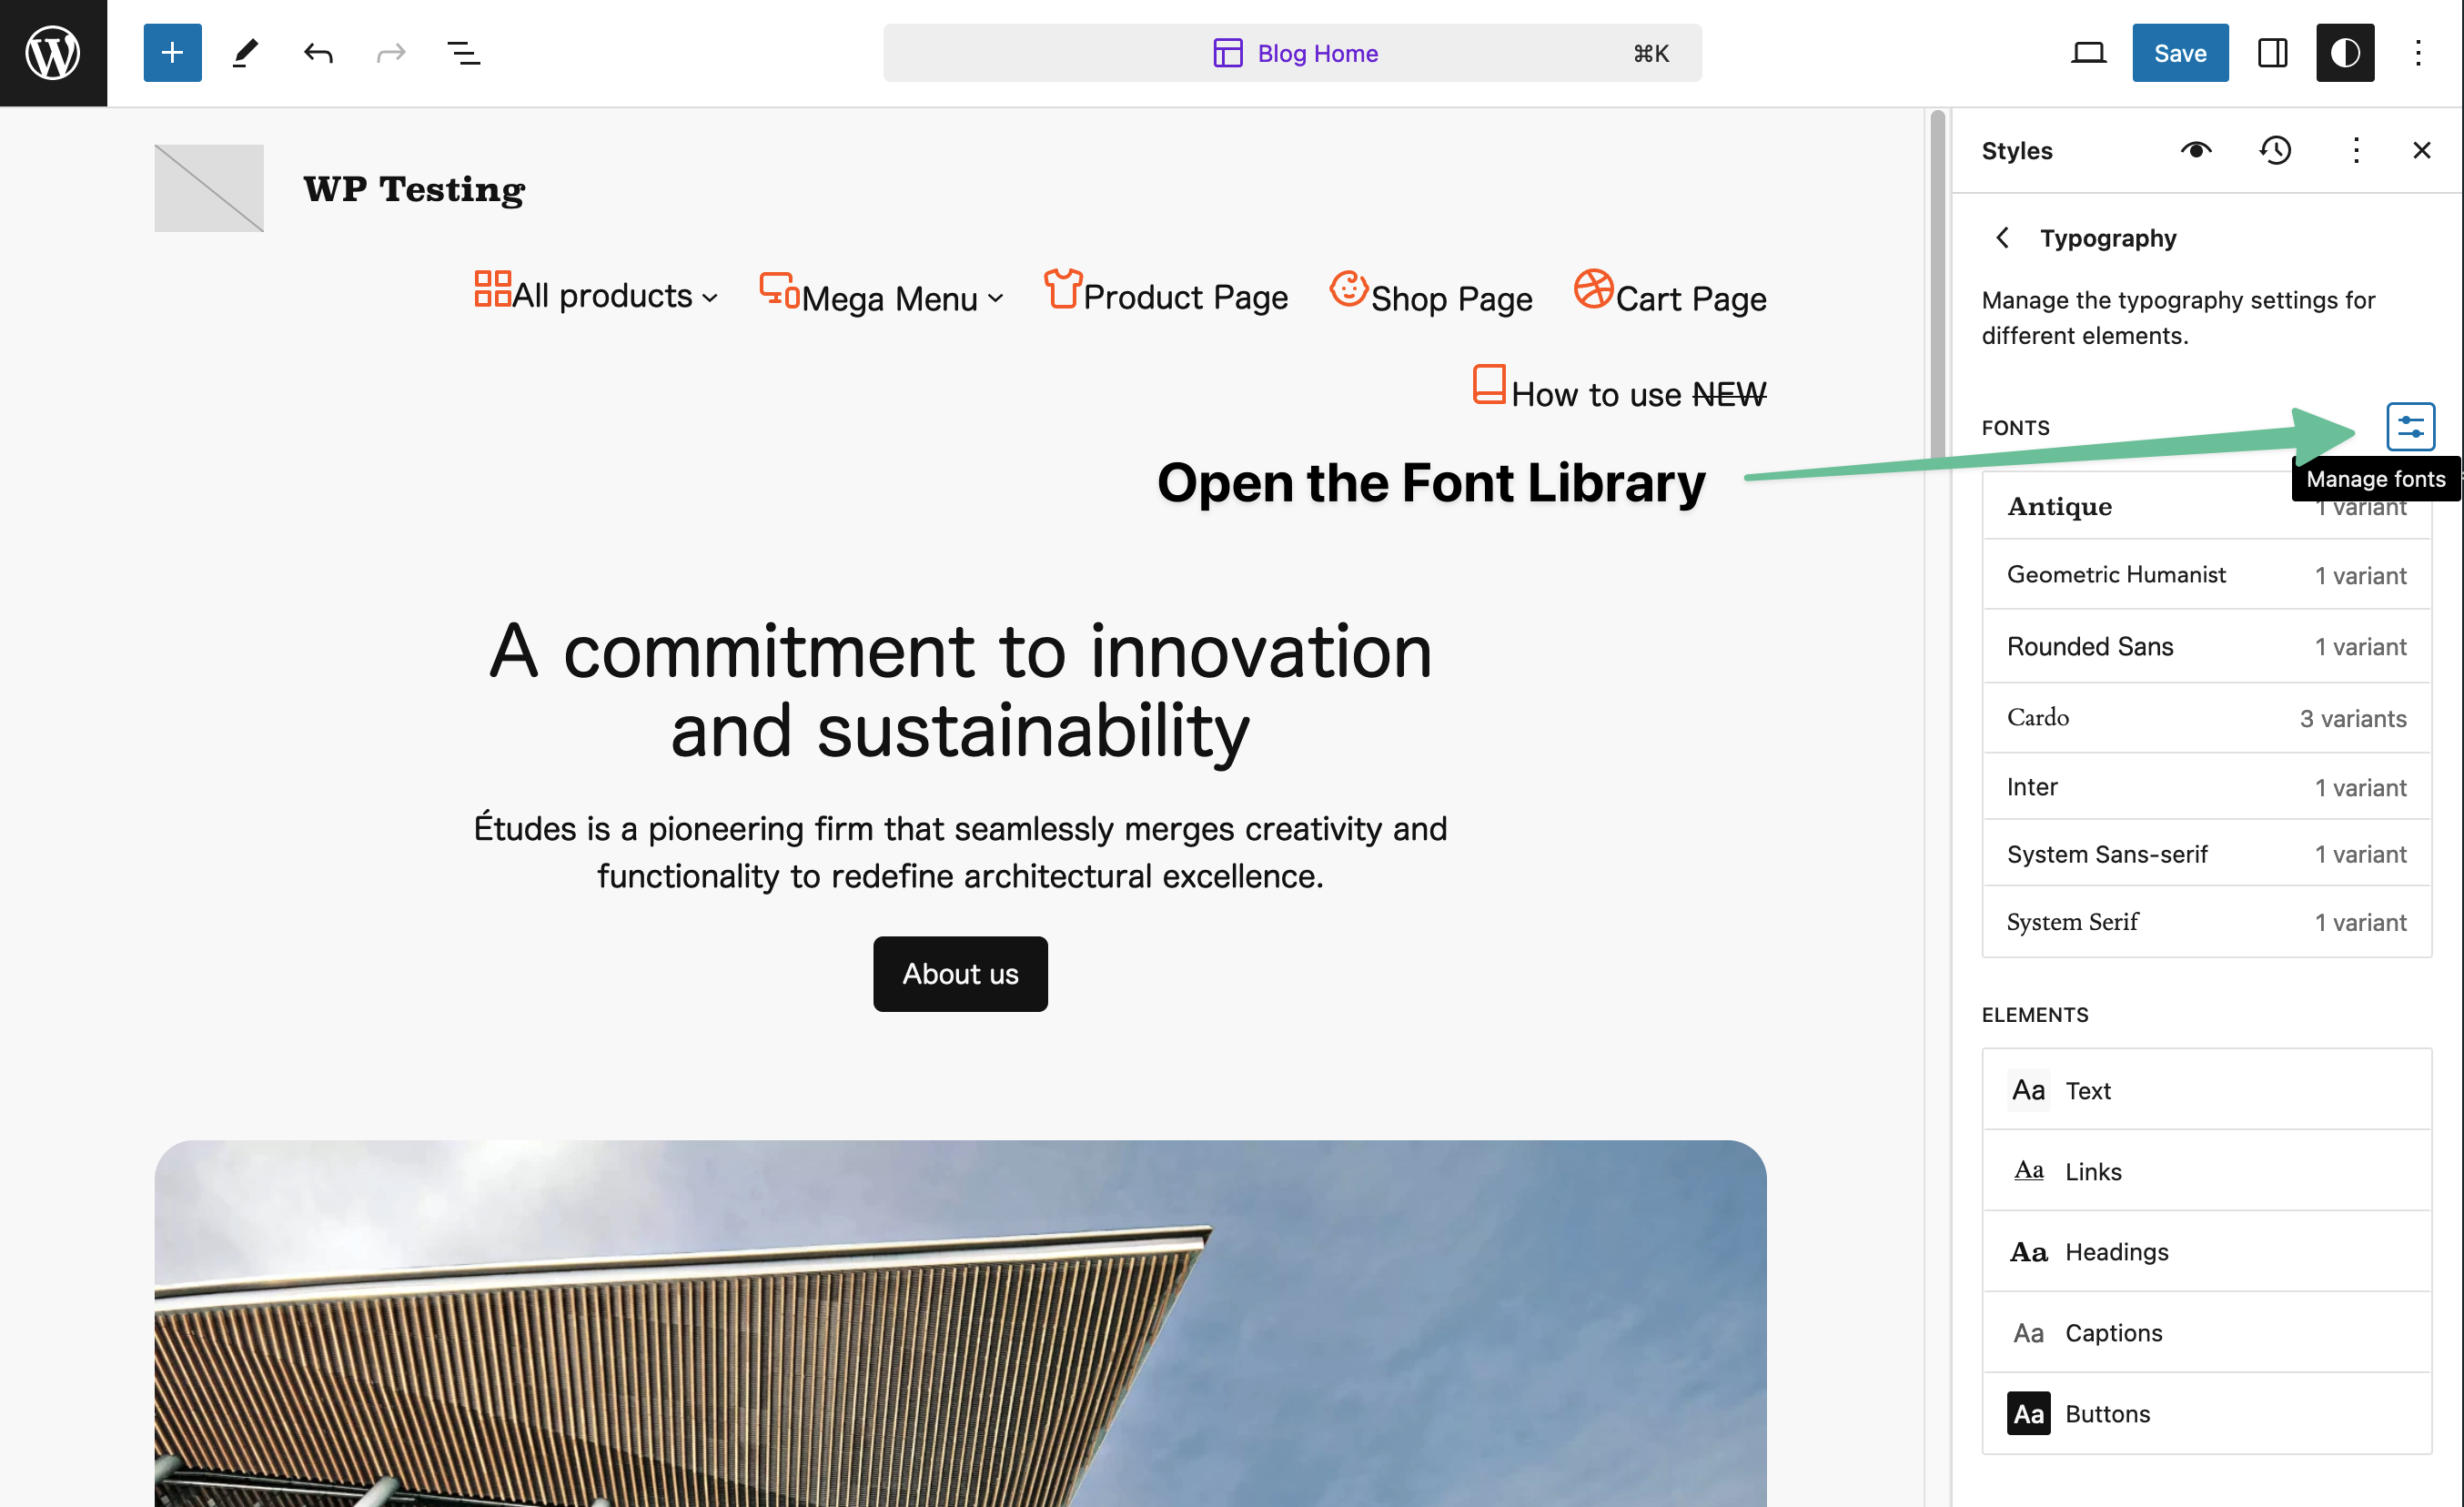 Blog Home
⌘K
Save
WP Testing
All products
Mega Menu
Product Page
Shop Page
Cart Page
How to use NEW
Open the Font Library
A commitment to innovation
and sustainability
Études is a pioneering firm that seamlessly merges creativity and
functionality to redefine architectural excellence.
About us
Styles
Typography
Manage the typography settings for
different elements.
FONTS
Manage fonts
Antique 1 variant
Geometric Humanist 1 variant
Rounded Sans 1 variant
Cardo 3 variants
Inter 1 variant
System Sans-serif 1 variant
System Serif 1 variant
ELEMENTS
Aa Text
Aa Links
Aa Headings
Aa Captions
Aa Buttons